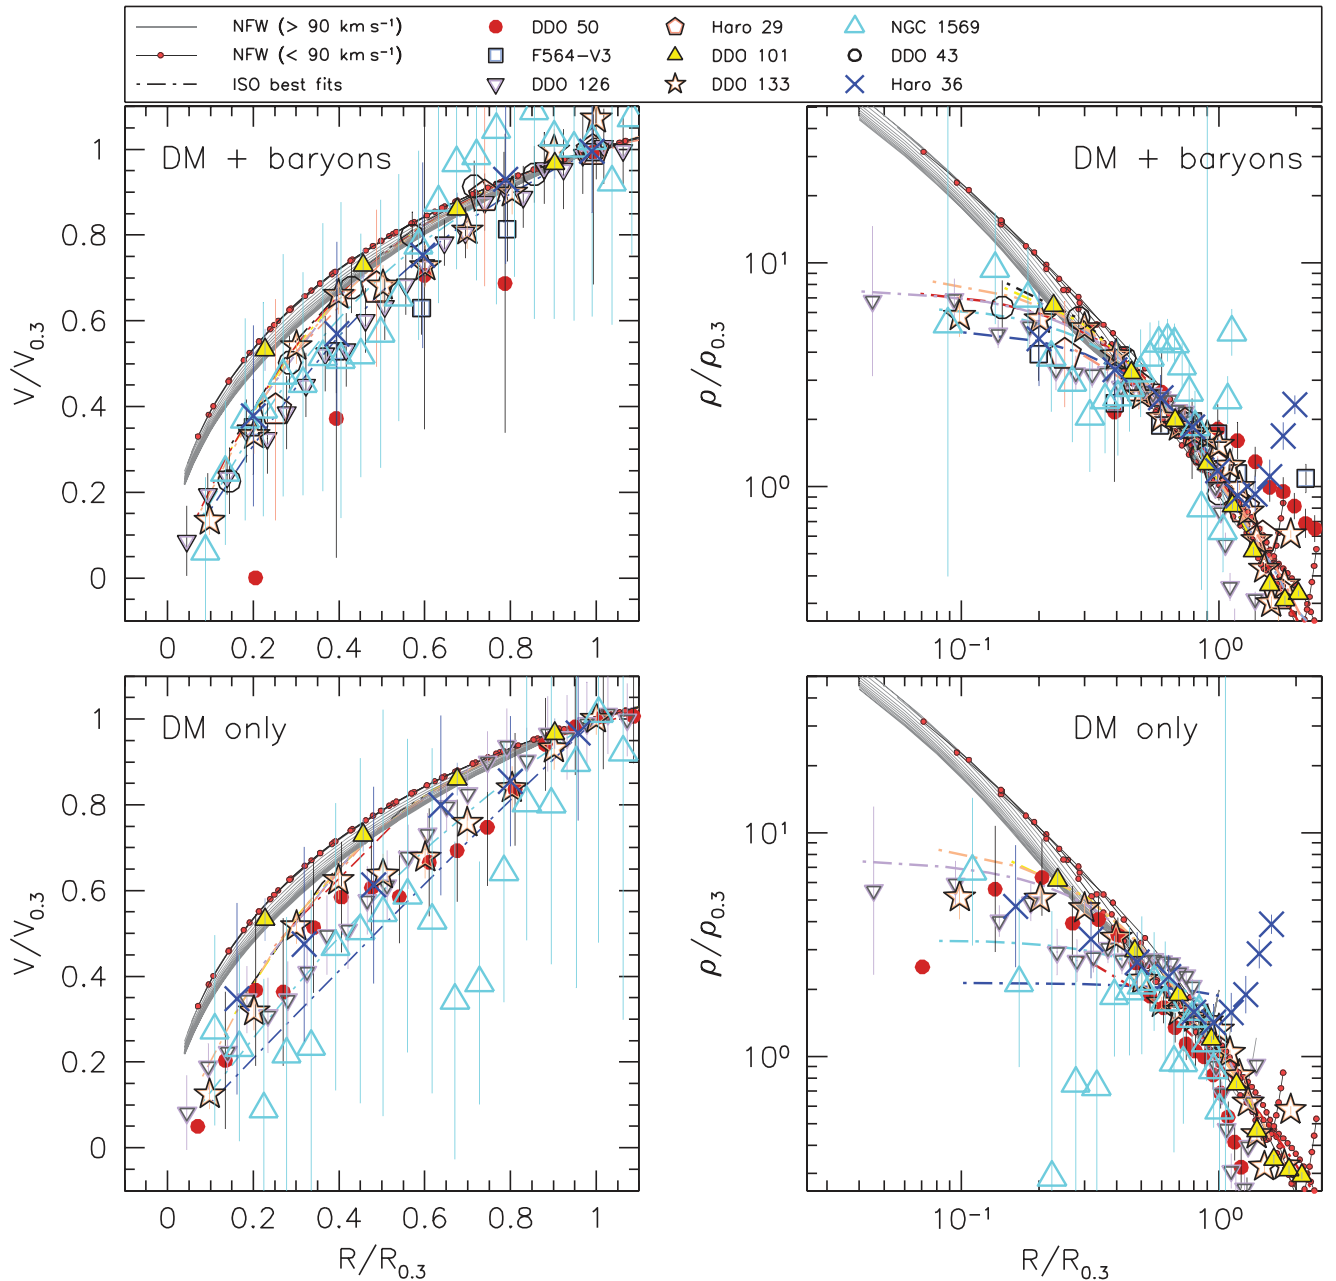 NFW (> 90 km s⁻¹) DDO 50 Haro 29 NGC 1569
NFW (< 90 km s⁻¹) F564−V3 DDO 101 DDO 43
ISO best fits DDO 126 DDO 133 Haro 36
DM + baryons
V/V₀.₃
1
0.8
0.6
0.4
0.2
0
0 0.2 0.4 0.6 0.8 1
DM + baryons
ρ/ρ₀.₃
10¹
10⁰
10⁻¹ 10⁰
DM only
V/V₀.₃
1
0.8
0.6
0.4
0.2
0
0 0.2 0.4 0.6 0.8 1
R/R₀.₃
DM only
ρ/ρ₀.₃
10¹
10⁰
10⁻¹ 10⁰
R/R₀.₃